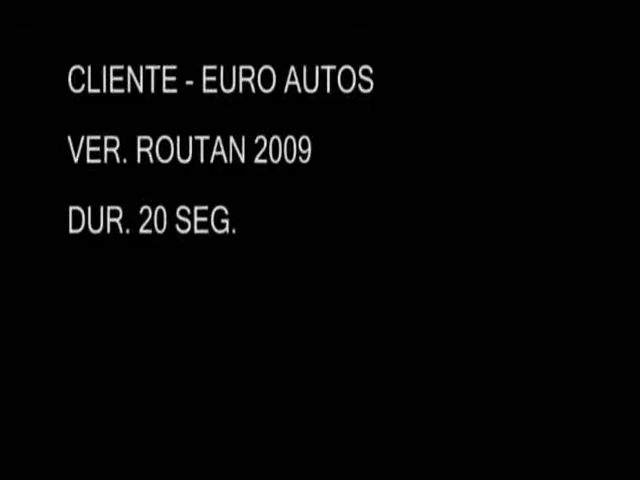 CLIENTE - EURO AUTOS
VER. ROUTAN 2009
DUR. 20 SEG.